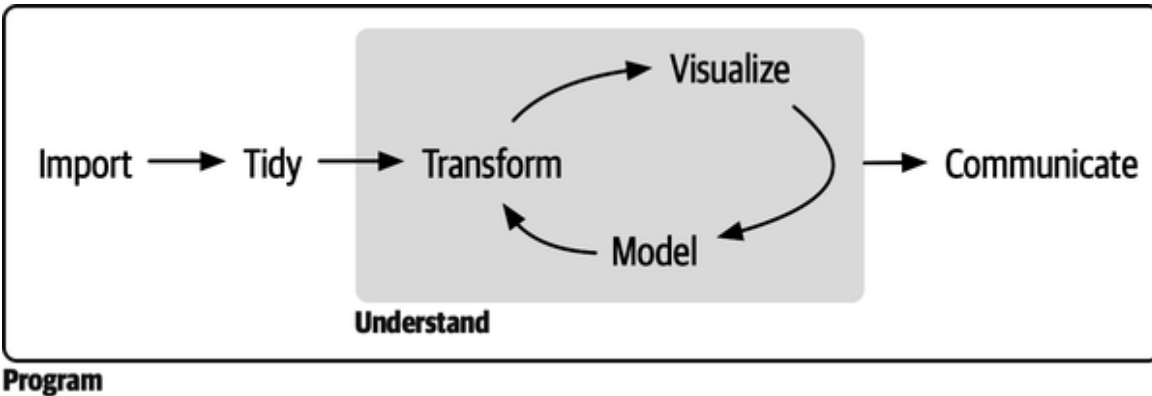 Visualize
Import
Tidy
Transform
Communicate
Model
Understand
Program